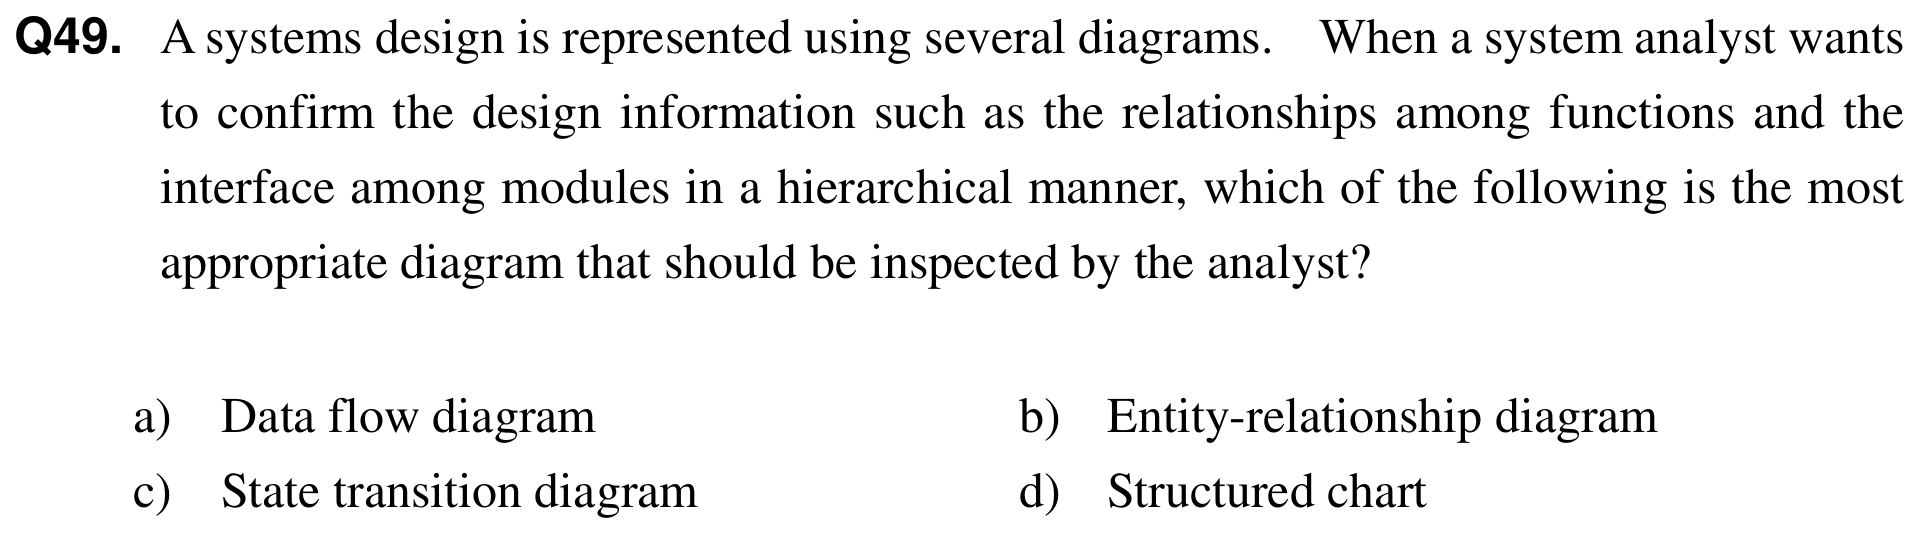 Q49. A systems design is represented using several diagrams. When a system analyst wants
to confirm the design information such as the relationships among functions and the
interface among modules in a hierarchical manner, which of the following is the most
appropriate diagram that should be inspected by the analyst?
a) Data flow diagram b) Entity-relationship diagram
c) State transition diagram d) Structured chart